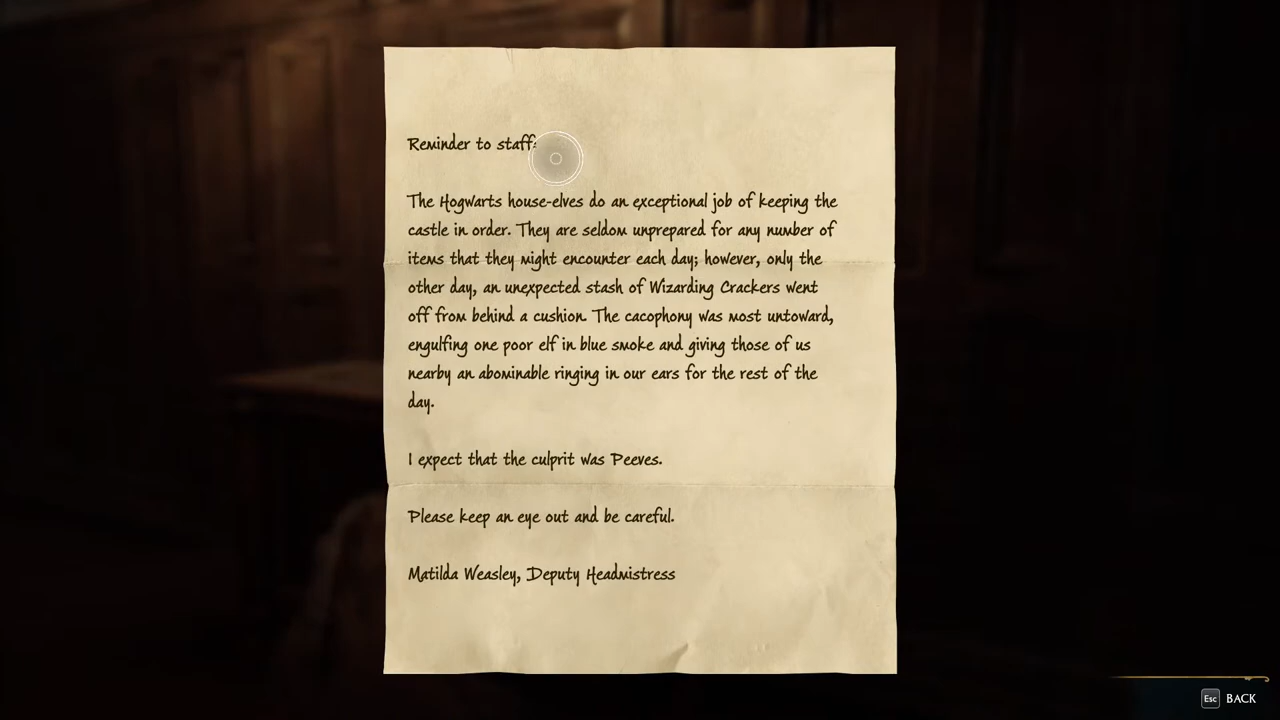 Reminder to staff:
The Hogwarts house-elves do an exceptional job of keeping the
castle in order. They are seldom unprepared for any number of
items that they might encounter each day; however, only the
other day, an unexpected stash of Wizarding Crackers went
off from behind a cushion. The cacophony was most untoward,
engulfing one poor elf in blue smoke and giving those of us
nearby an abominable ringing in our ears for the rest of the
day.
I expect that the culprit was Peeves.
Please keep an eye out and be careful.
Matilda Weasley, Deputy Headmistress
Esc BACK